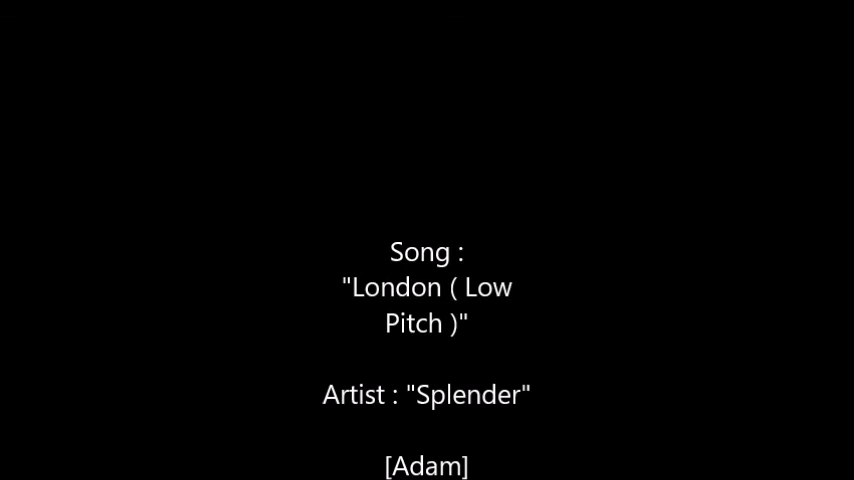 Song :
"London ( Low
Pitch )"
Artist : "Splender"
[Adam]